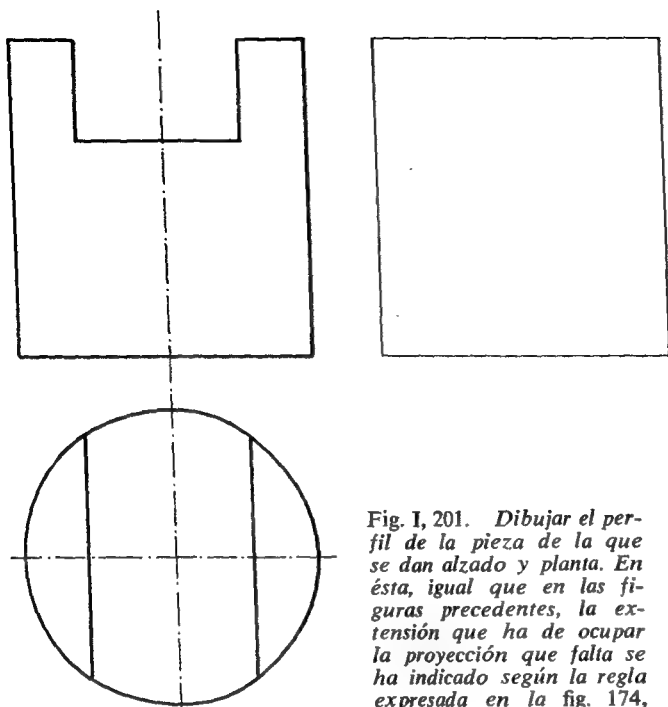 Fig. I, 201. Dibujar el per-
fil de la pieza de la que
se dan alzado y planta. En
ésta, igual que en las fi-
guras precedentes, la ex-
tensión que ha de ocupar
la proyección que falta se
ha indicado según la regla
expresada en la fig. 174,